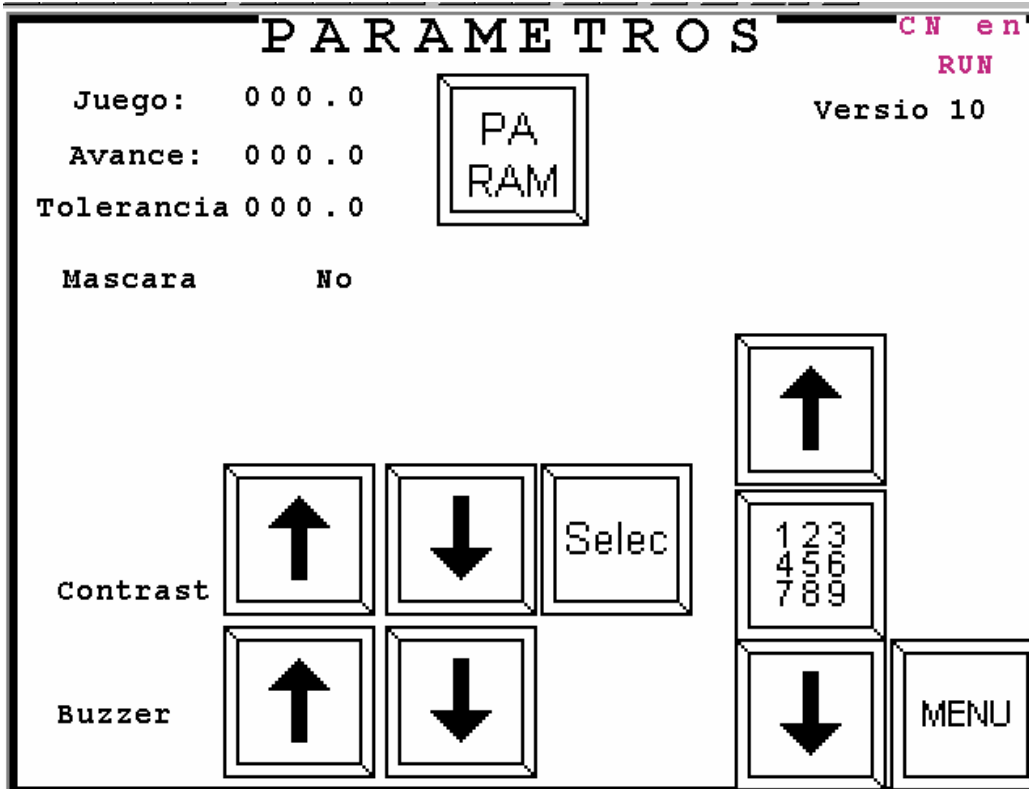 PARAMETROS
CN en
RUN
Juego: 000.0
PA
RAM
Versio 10
Avance: 000.0
Tolerancia 000.0
Mascara No
Selec
123
456
789
Contrast
Buzzer
MENU